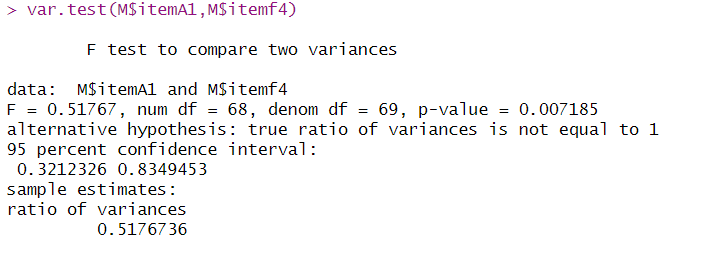 > var.test(M$itemA1,M$itemf4)
F test to compare two variances
data:  M$itemA1 and M$itemf4
F = 0.51767, num df = 68, denom df = 69, p-value = 0.007185
alternative hypothesis: true ratio of variances is not equal to 1
95 percent confidence interval:
 0.3212326 0.8349453
sample estimates:
ratio of variances
         0.5176736